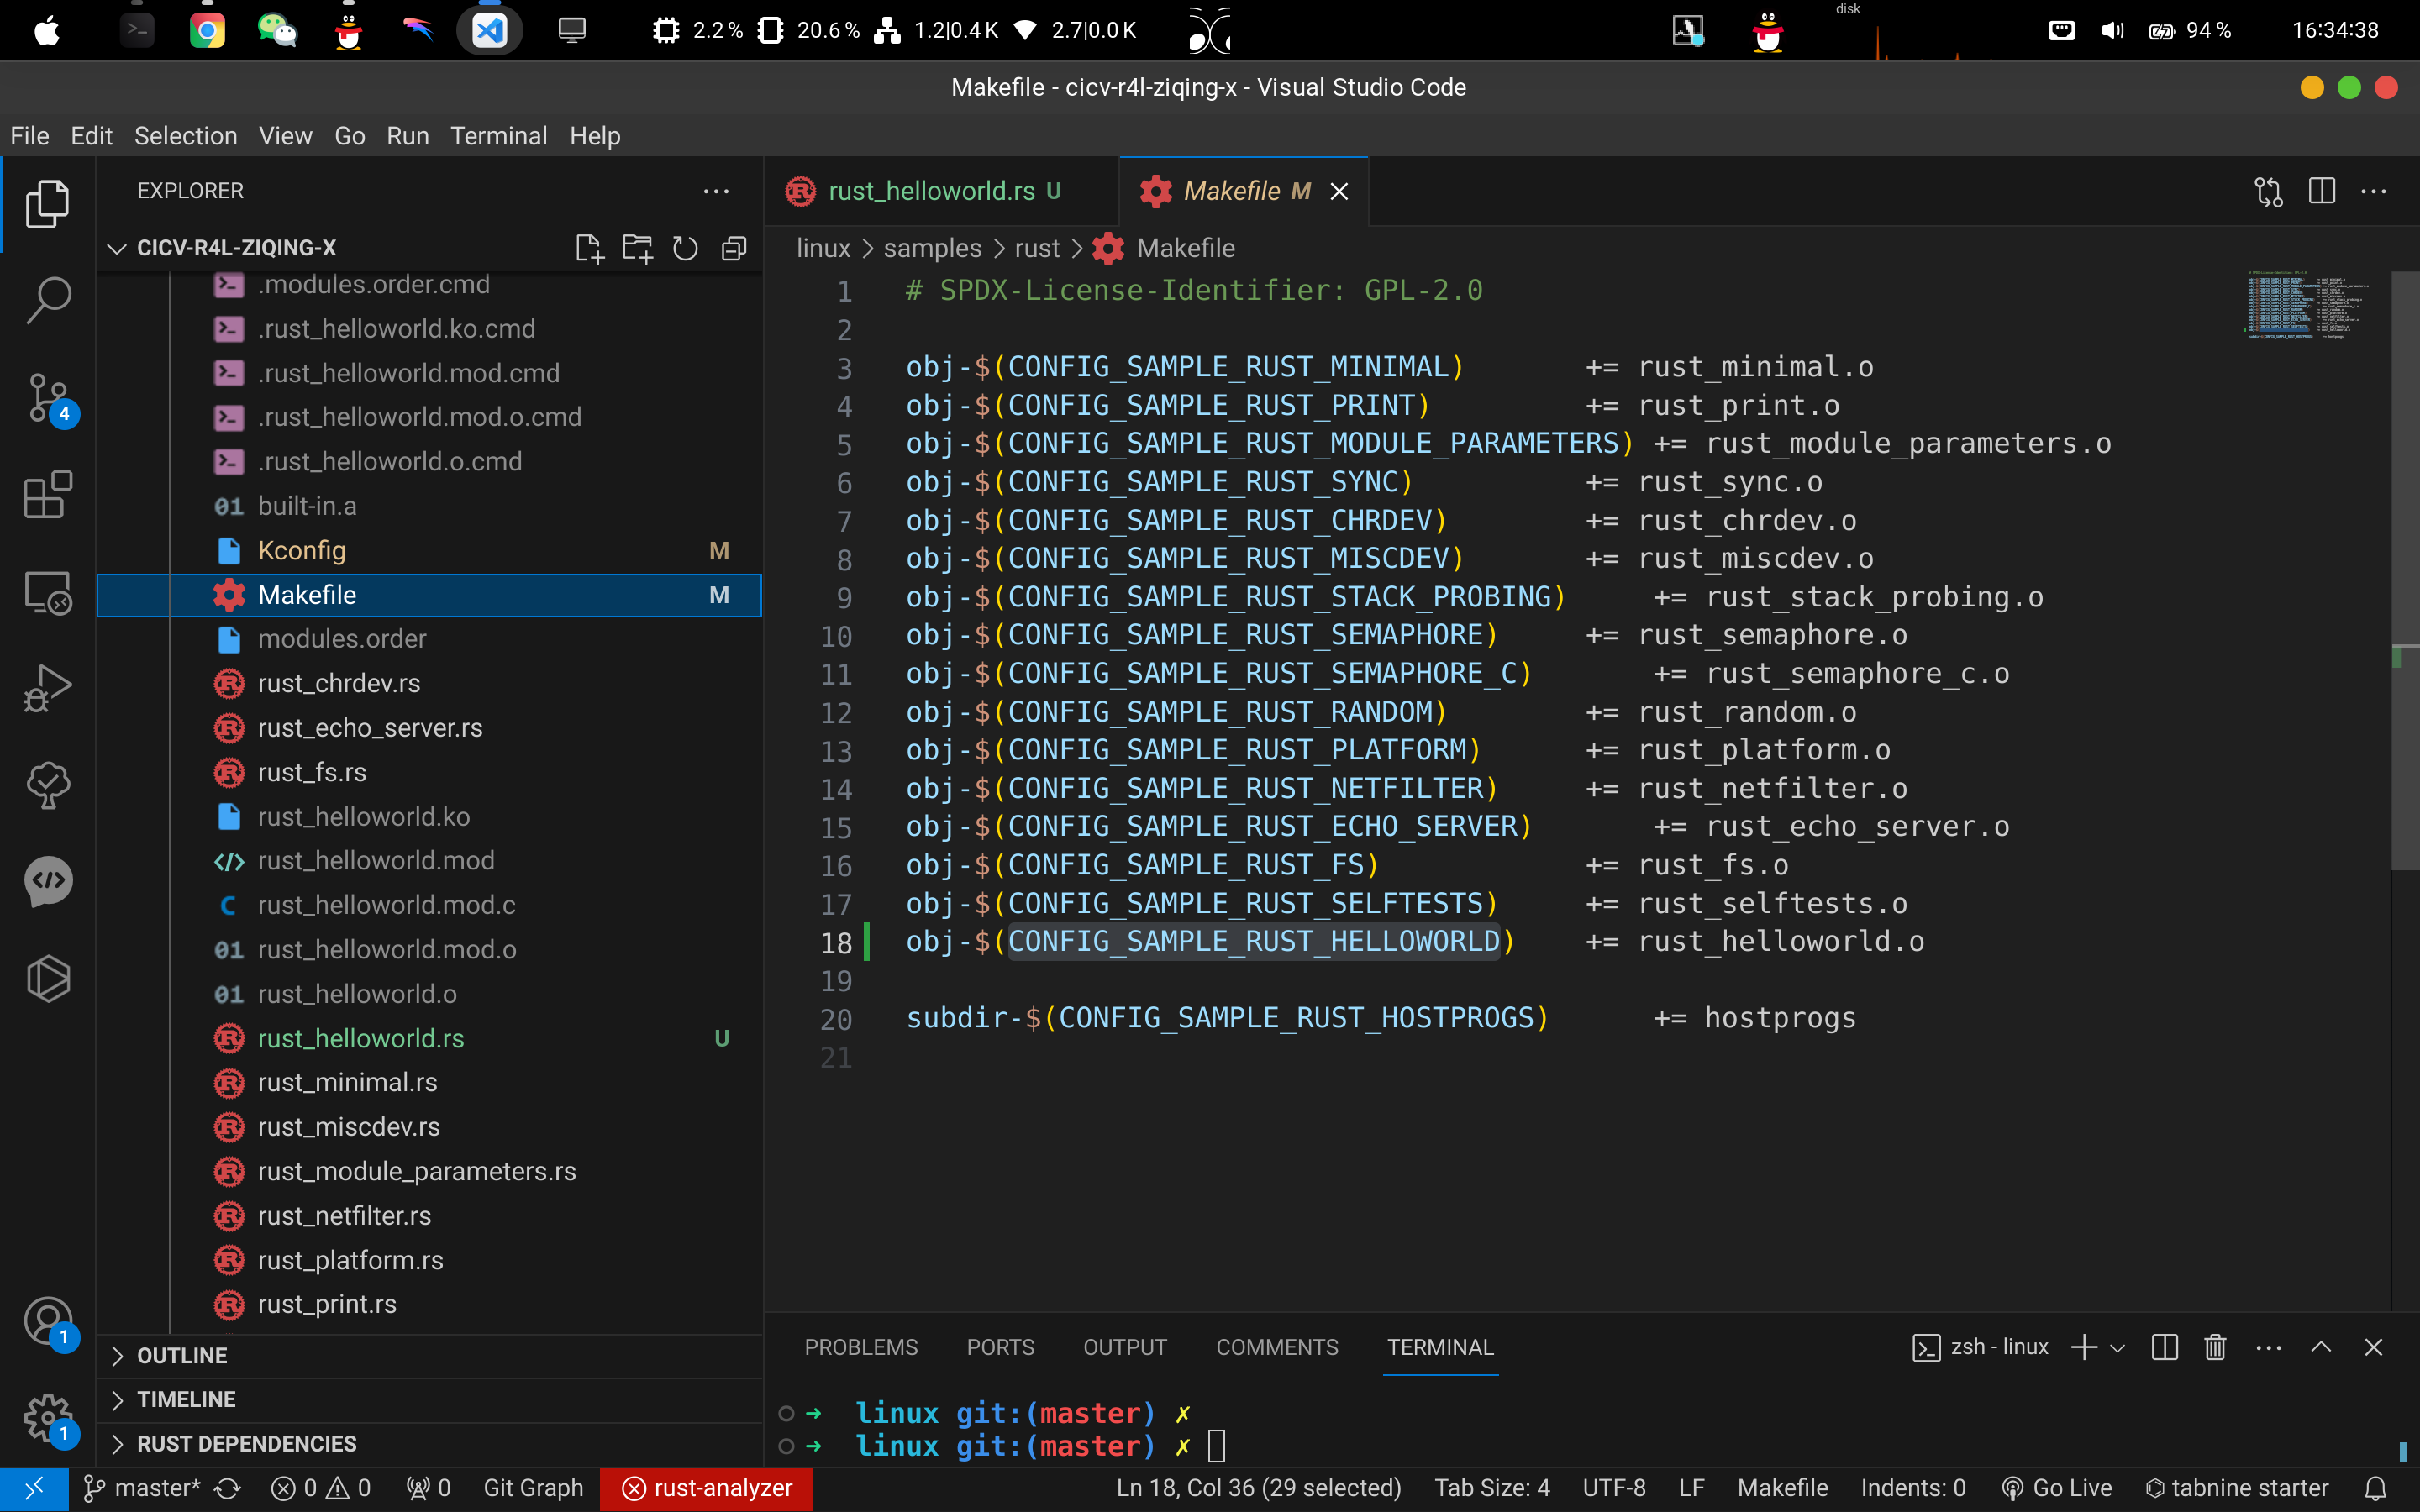 disk
2.2 % 20.6 % 1.2|0.4 K 2.7|0.0 K 94 % 16:34:38
Makefile - cicv-r4l-ziqing-x - Visual Studio Code
File Edit Selection View Go Run Terminal Help
EXPLORER
CICV-R4L-ZIQING-X
.modules.order.cmd
.rust_helloworld.ko.cmd
.rust_helloworld.mod.cmd
.rust_helloworld.mod.o.cmd
.rust_helloworld.o.cmd
01 built-in.a
Kconfig M
Makefile M
modules.order
rust_chrdev.rs
rust_echo_server.rs
rust_fs.rs
rust_helloworld.ko
rust_helloworld.mod
C rust_helloworld.mod.c
01 rust_helloworld.mod.o
01 rust_helloworld.o
rust_helloworld.rs U
rust_minimal.rs
rust_miscdev.rs
rust_module_parameters.rs
rust_netfilter.rs
rust_platform.rs
rust_print.rs
OUTLINE
TIMELINE
RUST DEPENDENCIES
4
1
1
rust_helloworld.rs U Makefile M
linux > samples > rust > Makefile
1 # SPDX-License-Identifier: GPL-2.0
2
3 obj-$(CONFIG_SAMPLE_RUST_MINIMAL) += rust_minimal.o
4 obj-$(CONFIG_SAMPLE_RUST_PRINT) += rust_print.o
5 obj-$(CONFIG_SAMPLE_RUST_MODULE_PARAMETERS) += rust_module_parameters.o
6 obj-$(CONFIG_SAMPLE_RUST_SYNC) += rust_sync.o
7 obj-$(CONFIG_SAMPLE_RUST_CHRDEV) += rust_chrdev.o
8 obj-$(CONFIG_SAMPLE_RUST_MISCDEV) += rust_miscdev.o
9 obj-$(CONFIG_SAMPLE_RUST_STACK_PROBING) += rust_stack_probing.o
10 obj-$(CONFIG_SAMPLE_RUST_SEMAPHORE) += rust_semaphore.o
11 obj-$(CONFIG_SAMPLE_RUST_SEMAPHORE_C) += rust_semaphore_c.o
12 obj-$(CONFIG_SAMPLE_RUST_RANDOM) += rust_random.o
13 obj-$(CONFIG_SAMPLE_RUST_PLATFORM) += rust_platform.o
14 obj-$(CONFIG_SAMPLE_RUST_NETFILTER) += rust_netfilter.o
15 obj-$(CONFIG_SAMPLE_RUST_ECHO_SERVER) += rust_echo_server.o
16 obj-$(CONFIG_SAMPLE_RUST_FS) += rust_fs.o
17 obj-$(CONFIG_SAMPLE_RUST_SELFTESTS) += rust_selftests.o
18 obj-$(CONFIG_SAMPLE_RUST_HELLOWORLD) += rust_helloworld.o
19
20 subdir-$(CONFIG_SAMPLE_RUST_HOSTPROGS) += hostprogs
21
PROBLEMS PORTS OUTPUT COMMENTS TERMINAL zsh - linux
➜ linux git:(master) ✗
➜ linux git:(master) ✗
master* 0 0 0 Git Graph rust-analyzer Ln 18, Col 36 (29 selected) Tab Size: 4 UTF-8 LF Makefile Indents: 0 Go Live tabnine starter